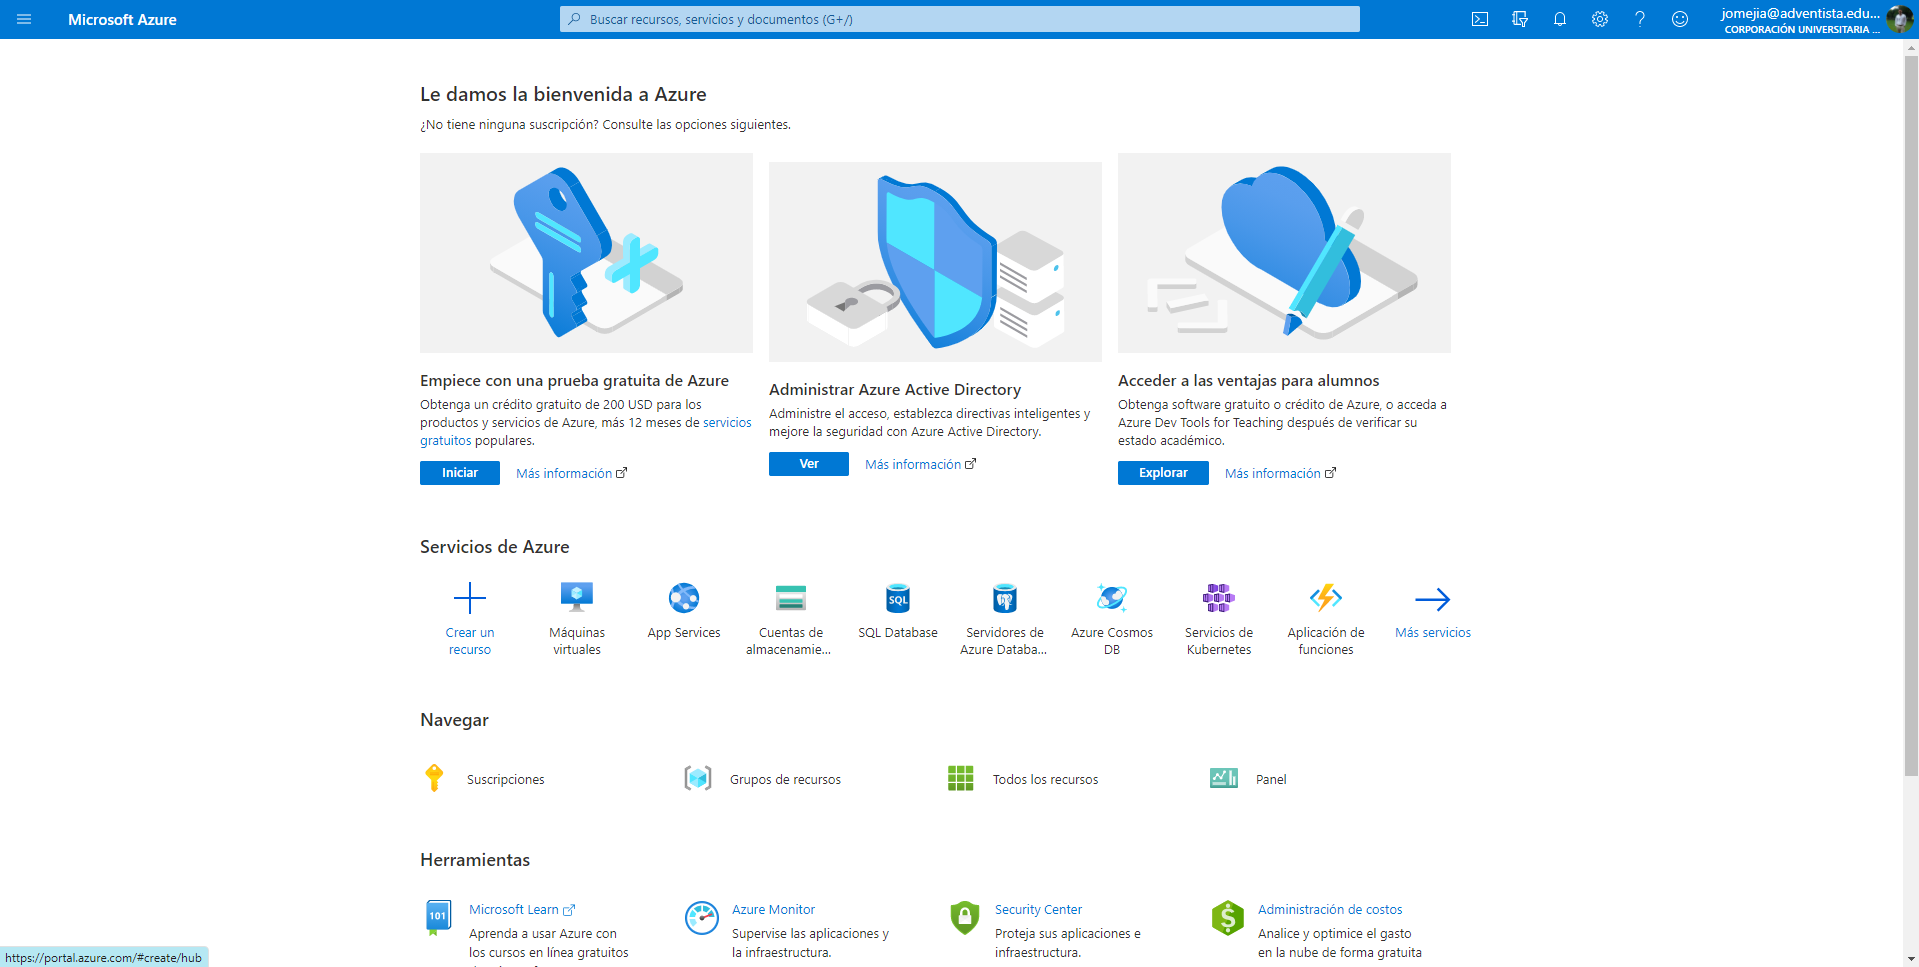 Microsoft Azure
Buscar recursos, servicios y documentos (G+/)
jomejia@adventista.edu...
CORPORACIÓN UNIVERSITARIA ...
Le damos la bienvenida a Azure
¿No tiene ninguna suscripción? Consulte las opciones siguientes.
Empiece con una prueba gratuita de Azure
Obtenga un crédito gratuito de 200 USD para los
productos y servicios de Azure, más 12 meses de servicios
gratuitos populares.
Iniciar
Más información
Administrar Azure Active Directory
Administre el acceso, establezca directivas inteligentes y
mejore la seguridad con Azure Active Directory.
Ver
Más información
Acceder a las ventajas para alumnos
Obtenga software gratuito o crédito de Azure, o acceda a
Azure Dev Tools for Teaching después de verificar su
estado académico.
Explorar
Más información
Servicios de Azure
Crear un
recurso
Máquinas
virtuales
App Services
Cuentas de
almacenamie...
SQL
SQL Database
Servidores de
Azure Databa...
Azure Cosmos
DB
Servicios de
Kubernetes
Aplicación de
funciones
Más servicios
Navegar
Suscripciones
Grupos de recursos
Todos los recursos
Panel
Herramientas
101
Microsoft Learn
Aprenda a usar Azure con
los cursos en línea gratuitos
Azure Monitor
Supervise las aplicaciones y
la infraestructura.
Security Center
Proteja sus aplicaciones e
infraestructura.
$
Administración de costos
Analice y optimice el gasto
en la nube de forma gratuita
https://portal.azure.com/#create/hub